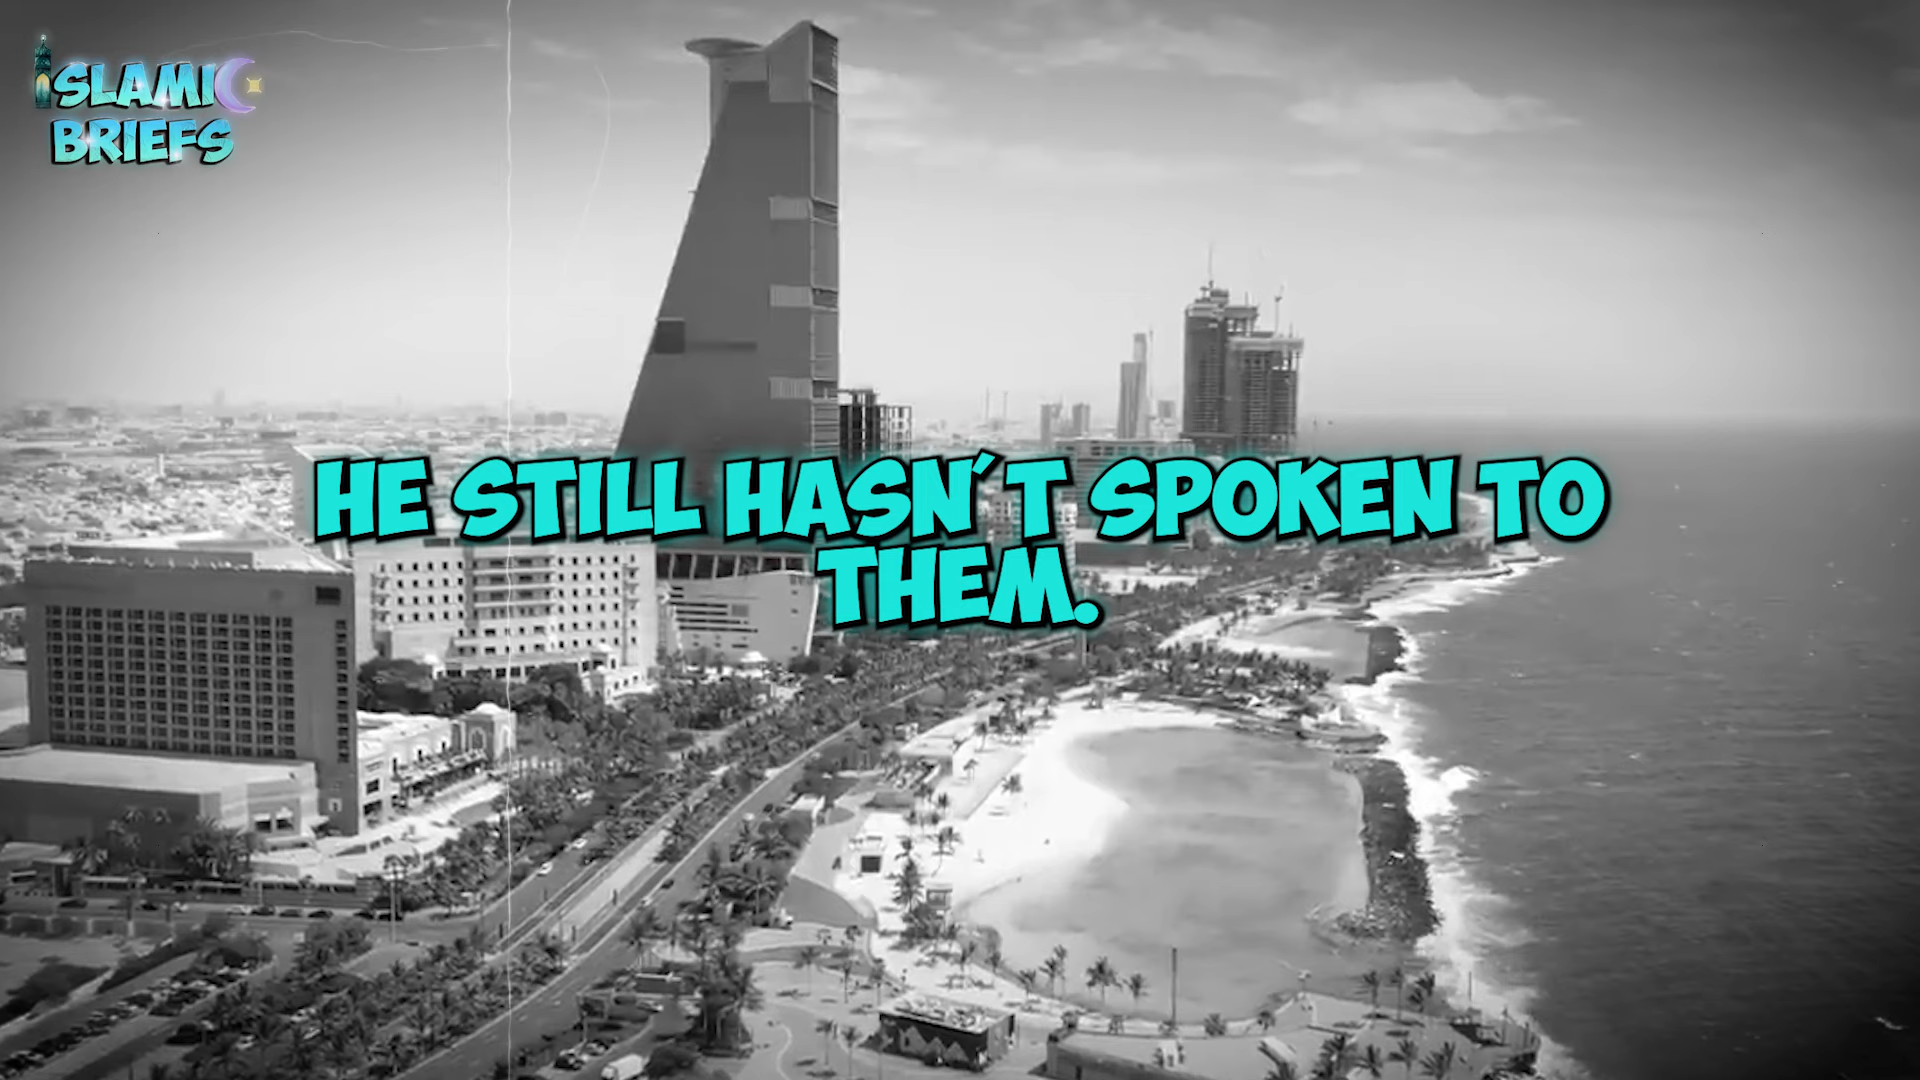 ISLAMIC
BRIEFS
HE STILL HASN'T SPOKEN TO
THEM.